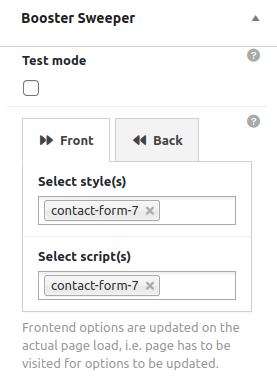 Booster Sweeper
Test mode
Front
Back
Select style(s)
contact-form-7
Select script(s)
contact-form-7
Frontend options are updated on the
actual page load, i.e. page has to be
visited for options to be updated.